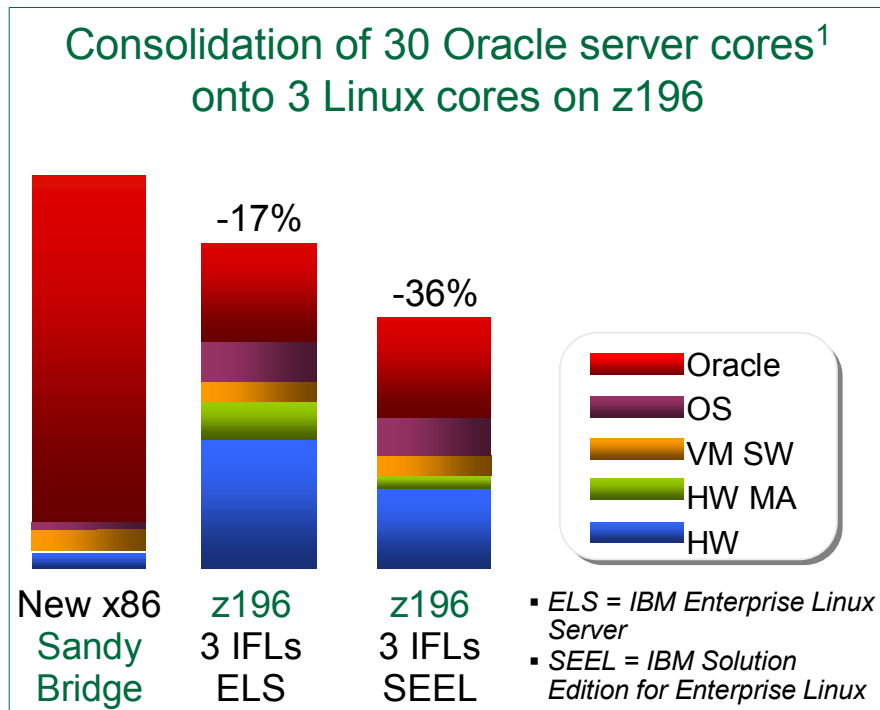 Consolidation of 30 Oracle server cores¹
onto 3 Linux cores on z196
-17%
-36%
Oracle
OS
VM SW
HW MA
HW
New x86
Sandy
Bridge
z196
3 IFLs
ELS
z196
3 IFLs
SEEL
▪ ELS = IBM Enterprise Linux
Server
▪ SEEL = IBM Solution
Edition for Enterprise Linux